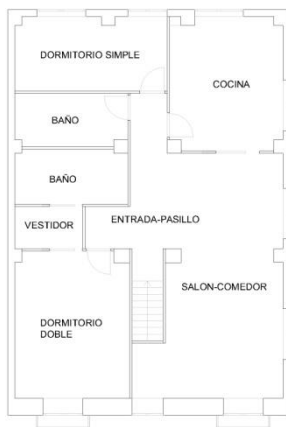 DORMITORIO SIMPLE
COCINA
BAÑO
BAÑO
VESTIDOR
ENTRADA-PASILLO
SALON-COMEDOR
DORMITORIO
DOBLE